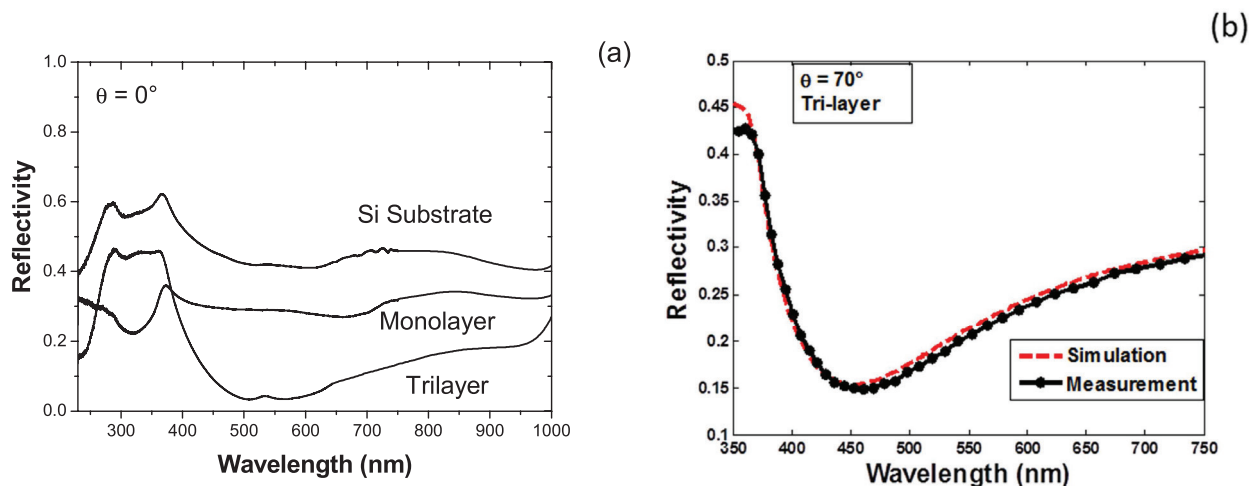 (a)
1.0
0.8
0.6
0.4
0.2
0.0
Reflectivity
θ = 0°
Si Substrate
Monolayer
Trilayer
300 400 500 600 700 800 900 1000
Wavelength (nm)
(b)
0.5
0.45
0.4
0.35
0.3
0.25
0.2
0.15
0.1
Reflectivity
θ = 70°
Tri-layer
Simulation
Measurement
350 400 450 500 550 600 650 700 750
Wavelength (nm)